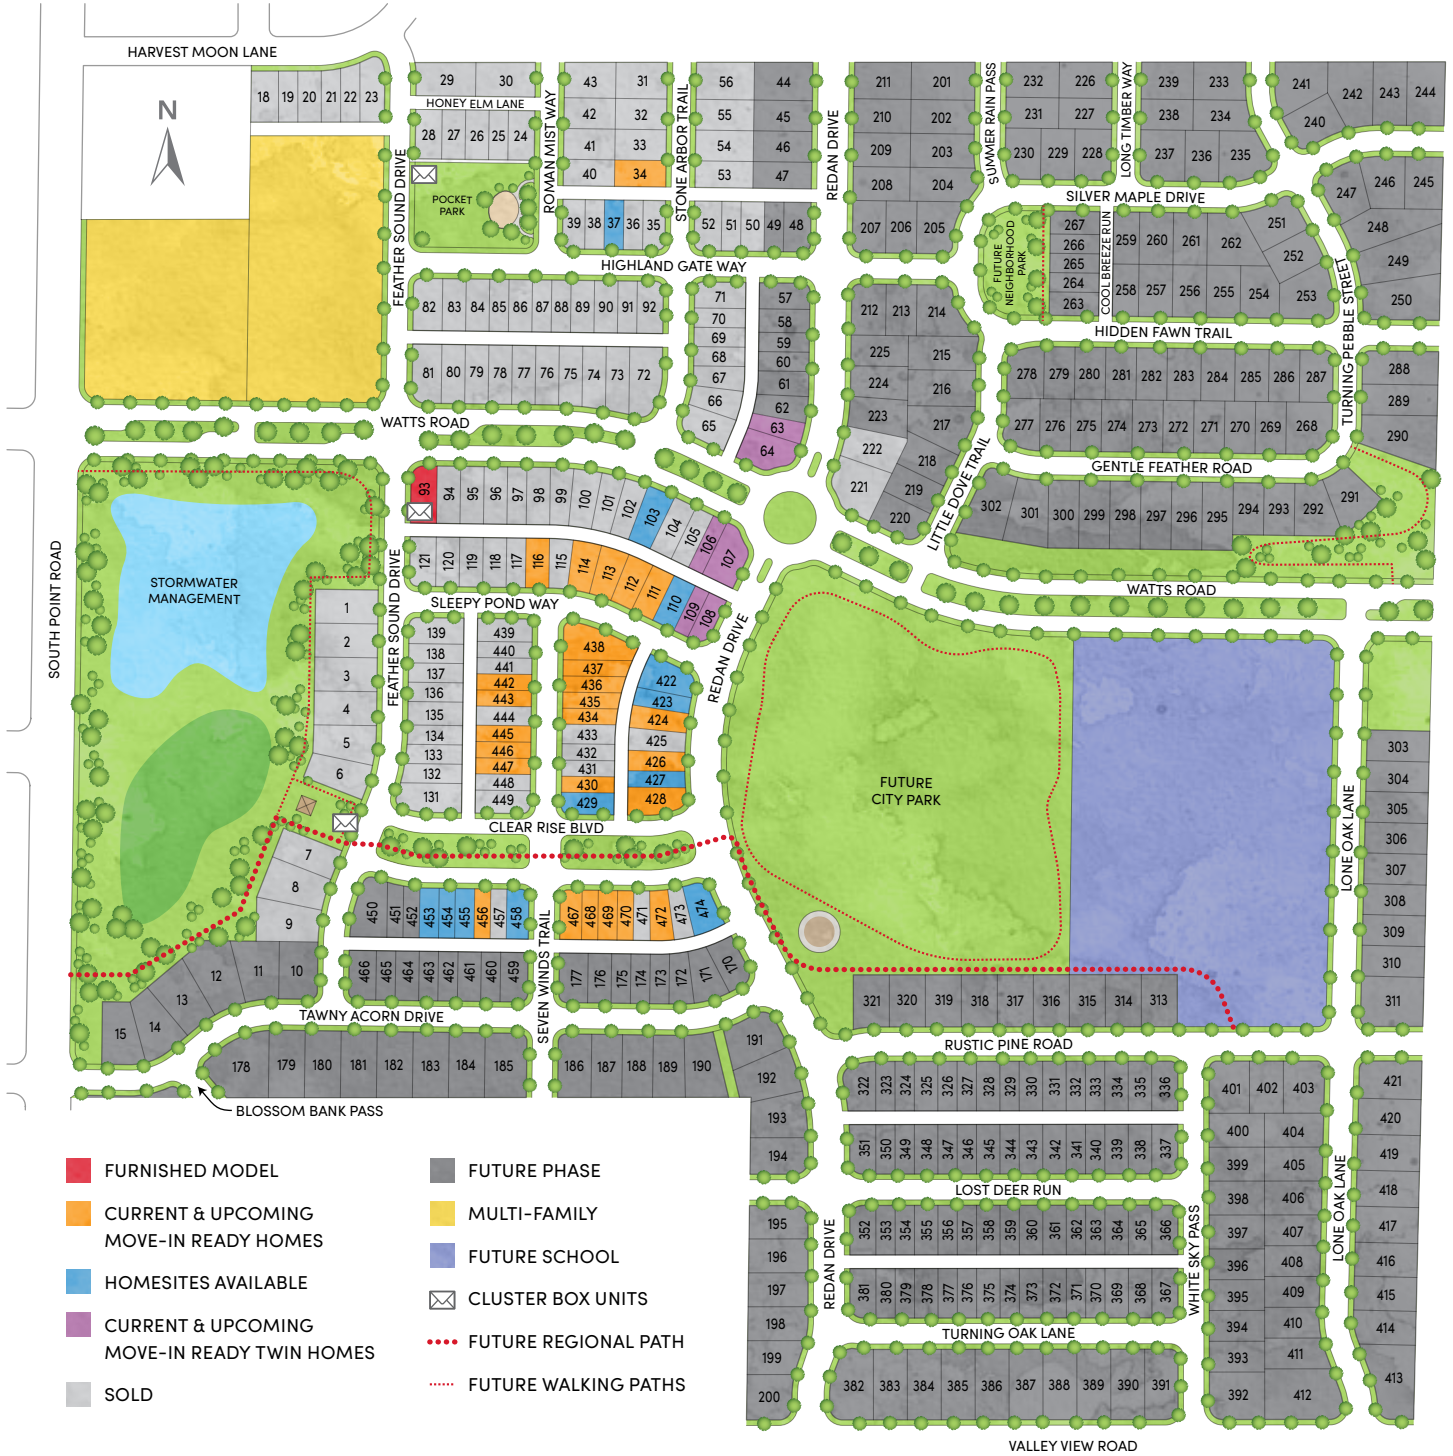 HARVEST MOON LANE
N
18 19 20 21 22 23
29 30
HONEY ELM LANE
28 27 26 25 24
POCKET
PARK
FEATHER SOUND DRIVE
ROMAN MIST WAY
43 31
42 32
41 33
40 34
39 38 37 36 35
STONE ARBOR TRAIL
56 44
55 45
54 46
53 47
52 51 50 49 48
REDAN DRIVE
211 201
210 202
209 203
208 204
207 206 205
SUMMER RAIN PASS
232 226
231 227
230 229 228
LONG TIMBER WAY
239 233
238 234
237 236 235
241 242 243 244
240
SILVER MAPLE DRIVE
247 246 245
248
249
250
FUTURE
NEIGHBORHOOD
PARK
267
266
265
264
263
COOL BREEZE RUN
259 260 261 262 251
252
258 257 256 255 254 253
TURNING PEBBLE STREET
HIGHLAND GATE WAY
82 83 84 85 86 87 88 89 90 91 92
81 80 79 78 77 76 75 74 73 72
71
70
69
68
67
66
65
57
58
59
60
61
62
63
64
212 213 214
225 215
224 216
223 217
222 218
221 219
220
LITTLE DOVE TRAIL
HIDDEN FAWN TRAIL
278 279 280 281 282 283 284 285 286 287
277 276 275 274 273 272 271 270 269 268
288
289
290
GENTLE FEATHER ROAD
302 301 300 299 298 297 296 295 294 293 292 291
WATTS ROAD
WATTS ROAD
SOUTH POINT ROAD
STORMWATER
MANAGEMENT
93 94 95 96 97 98 99 100 101 102 103 104 105 106 107
121 120 119 118 117 116 115 114 113 112 111 110 109 108
FEATHER SOUND DRIVE
SLEEPY POND WAY
REDAN DRIVE
1
2
3
4
5
6
7
8
9
139
138
137
136
135
134
133
132
131
439
440
441
442
443
444
445
446
447
448
449
438
437
436
435
434
433
432
431
430
429
422
423
424
425
426
427
428
CLEAR RISE BLVD
FUTURE
CITY PARK
LONE OAK LANE
303
304
305
306
307
308
309
310
311
450 451 452 453 454 455 456 457 458
467 468 469 470 471 472 473 474
466 465 464 463 462 461 460 459
177 176 175 174 173 172 171 170
SEVEN WINDS TRAIL
15 14 13 12 11 10
TAWNY ACORN DRIVE
178 179 180 181 182 183 184 185
186 187 188 189 190
191
192
193
194
BLOSSOM BANK PASS
321 320 319 318 317 316 315 314 313
RUSTIC PINE ROAD
322 323 324 325 326 327 328 329 330 331 332 333 334 335 336
351 350 349 348 347 346 345 344 343 342 341 340 339 338 337
LOST DEER RUN
352 353 354 355 356 357 358 359 360 361 362 363 364 365 366
381 380 379 378 377 376 375 374 373 372 371 370 369 368 367
TURNING OAK LANE
382 383 384 385 386 387 388 389 390 391
VALLEY VIEW ROAD
REDAN DRIVE
195
196
197
198
199
200
WHITE SKY PASS
401 402 403
400 404
399 405
398 406
397 407
396 408
395 409
394 410
393 411
392 412
LONE OAK LANE
421
420
419
418
417
416
415
414
413
FURNISHED MODEL
CURRENT & UPCOMING
MOVE-IN READY HOMES
HOMESITES AVAILABLE
CURRENT & UPCOMING
MOVE-IN READY TWIN HOMES
SOLD
FUTURE PHASE
MULTI-FAMILY
FUTURE SCHOOL
CLUSTER BOX UNITS
FUTURE REGIONAL PATH
FUTURE WALKING PATHS